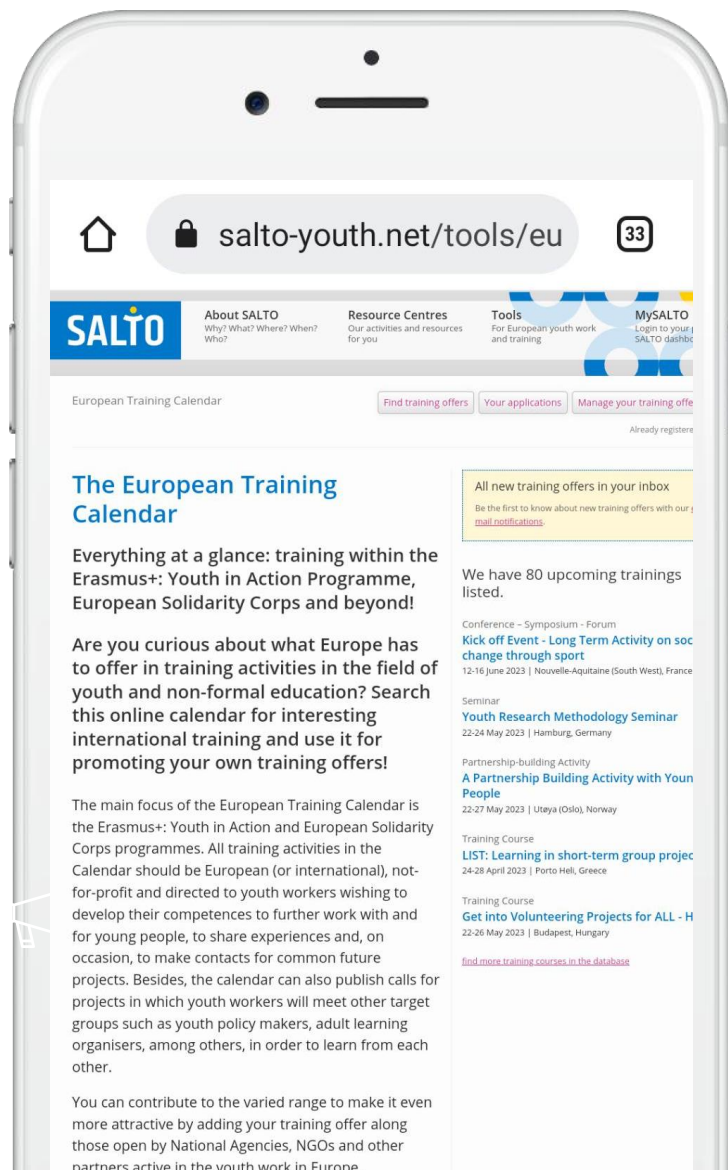 salto-youth.net/tools/eu
33
SALTO
About SALTO
Why? What? Where? When?
Who?
Resource Centres
Our activities and resources
for you
Tools
For European youth work
and training
MySALTO
Login to your
SALTO
European Training Calendar
Find training offers
Your applications
Manage your training
Already
The European Training
Calendar
Everything at a glance: training within the
Erasmus+: Youth in Action Programme,
European Solidarity Corps and beyond!
Are you curious about what Europe has
to offer in training activities in the field of
youth and non-formal education? Search
this online calendar for interesting
international training and use it for
promoting your own training offers!
The main focus of the European Training Calendar is
the Erasmus+: Youth in Action and European Solidarity
Corps programmes. All training activities in the
Calendar should be European (or international), not-
for-profit and directed to youth workers wishing to
develop their competences to further work with and
for young people, to share experiences and, on
occasion, to make contacts for common future
projects. Besides, the calendar can also publish calls for
projects in which youth workers will meet other target
groups such as youth policy makers, adult learning
organisers, among others, in order to learn from each
other.
You can contribute to the varied range to make it even
more attractive by adding your training offer along
those open by National Agencies, NGOs and other
partners active in the youth work in Europe
All new training offers in your inbox
Be the first to know about new training offers with our
mail notifications.
We have 80 upcoming trainings
listed.
Conference – Symposium - Forum
Kick off Event - Long Term Activity on soc
change through sport
12-16 June 2023 | Nouvelle-Aquitaine (South West), France
Seminar
Youth Research Methodology Seminar
22-24 May 2023 | Hamburg, Germany
Partnership-building Activity
A Partnership Building Activity with Youn
People
22-27 May 2023 | Utøya (Oslo), Norway
Training Course
LIST: Learning in short-term group projec
24-28 April 2023 | Porto Heli, Greece
Training Course
Get into Volunteering Projects for ALL - H
22-26 May 2023 | Budapest, Hungary
find more training courses in the database